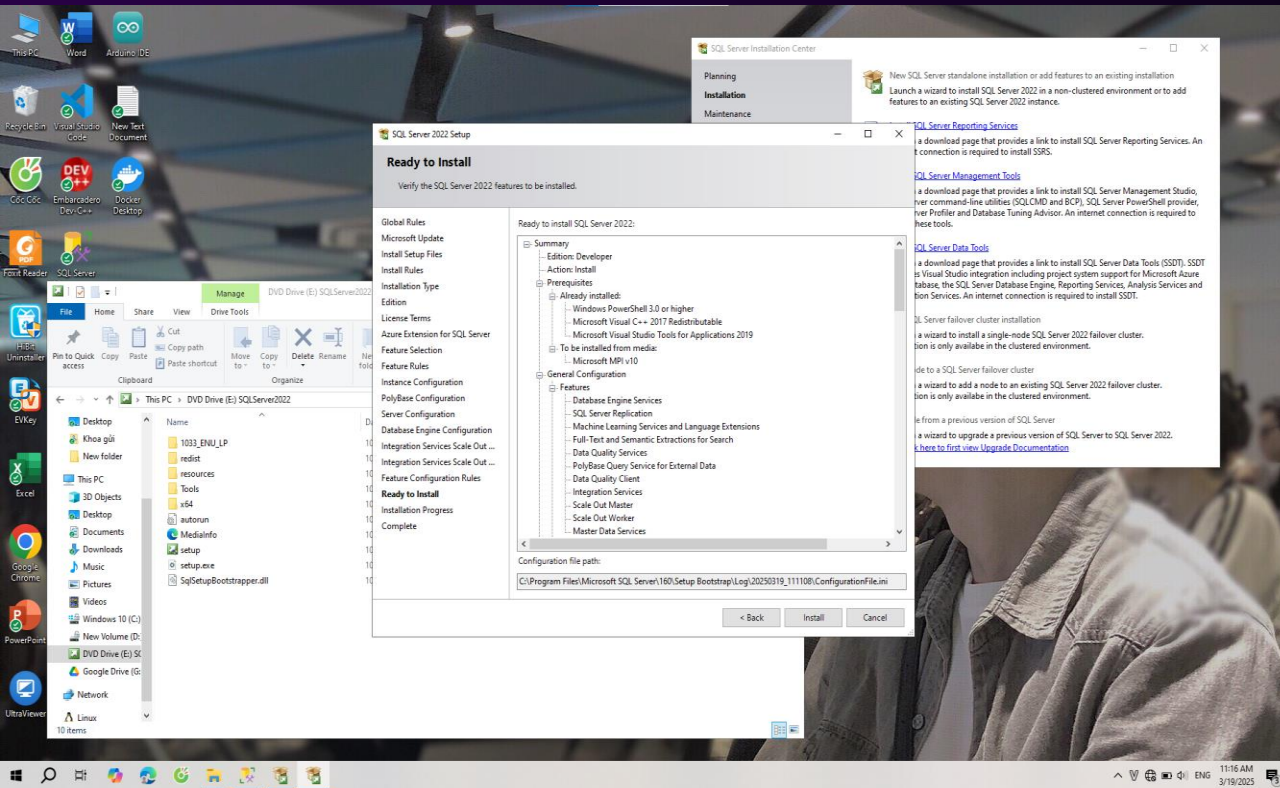 This PC
Word
Arduino IDE
Recycle Bin
Visual Studio
Code
New Text
Document
Cốc Cốc
Embarcadero
Dev-C++
Docker
Desktop
Foxit Reader
SQL Server
HiBit
Uninstaller
EVKey
Excel
Google
Chrome
PowerPoint
UltraViewer
SQL Server Installation Center
Planning
Installation
Maintenance
New SQL Server standalone installation or add features to an existing installation
Launch a wizard to install SQL Server 2022 in a non-clustered environment or to add
features to an existing SQL Server 2022 instance.
SQL Server Reporting Services
a download page that provides a link to install SQL Server Reporting Services. An
t connection is required to install SSRS.
SQL Server Management Tools
a download page that provides a link to install SQL Server Management Studio,
ver command-line utilities (SQLCMD and BCP), SQL Server PowerShell provider,
ver Profiler and Database Tuning Advisor. An internet connection is required to
hese tools.
SQL Server Data Tools
a download page that provides a link to install SQL Server Data Tools (SSDT). SSDT
es Visual Studio integration including project system support for Microsoft Azure
tabase, the SQL Server Database Engine, Reporting Services, Analysis Services and
tion Services. An internet connection is required to install SSDT.
QL Server failover cluster installation
a wizard to install a single-node SQL Server 2022 failover cluster.
tion is only availabe in the clustered environment.
de to a SQL Server failover cluster
a wizard to add a node to an existing SQL Server 2022 failover cluster.
tion is only availabe in the clustered environment.
e from a previous version of SQL Server
a wizard to upgrade a previous version of SQL Server to SQL Server 2022.
k here to first view Upgrade Documentation
SQL Server 2022 Setup
Ready to Install
Verify the SQL Server 2022 features to be installed.
Global Rules
Microsoft Update
Install Setup Files
Install Rules
Installation Type
Edition
License Terms
Azure Extension for SQL Server
Feature Selection
Feature Rules
Instance Configuration
PolyBase Configuration
Server Configuration
Database Engine Configuration
Integration Services Scale Out ...
Integration Services Scale Out ...
Feature Configuration Rules
Ready to Install
Installation Progress
Complete
Ready to install SQL Server 2022:
Summary
Edition: Developer
Action: Install
Prerequisites
Already installed:
Windows PowerShell 3.0 or higher
Microsoft Visual C++ 2017 Redistributable
Microsoft Visual Studio Tools for Applications 2019
To be installed from media:
Microsoft MPI v10
General Configuration
Features
Database Engine Services
SQL Server Replication
Machine Learning Services and Language Extensions
Full-Text and Semantic Extractions for Search
Data Quality Services
PolyBase Query Service for External Data
Data Quality Client
Integration Services
Scale Out Master
Scale Out Worker
Master Data Services
Configuration file path:
C:\Program Files\Microsoft SQL Server\160\Setup Bootstrap\Log\20250319_111108\ConfigurationFile.ini
< Back
Install
Cancel
Manage
DVD Drive (E:) SQLServer2022
File
Home
Share
View
Drive Tools
Pin to Quick
access
Copy
Paste
Cut
Copy path
Paste shortcut
Move
to
Copy
to
Delete
Rename
Ne
fold
Clipboard
Organize
This PC > DVD Drive (E:) SQLServer2022
Desktop
Khoa gửi
New folder
This PC
3D Objects
Desktop
Documents
Downloads
Music
Pictures
Videos
Windows 10 (C:)
New Volume (D:
DVD Drive (E:) SC
Google Drive (G:
Network
Linux
Name
1033_ENU_LP
redist
resources
Tools
x64
autorun
MediaInfo
setup
setup.exe
SqlSetupBootstrapper.dll
10 items
ENG
11:16 AM
3/19/2025
3